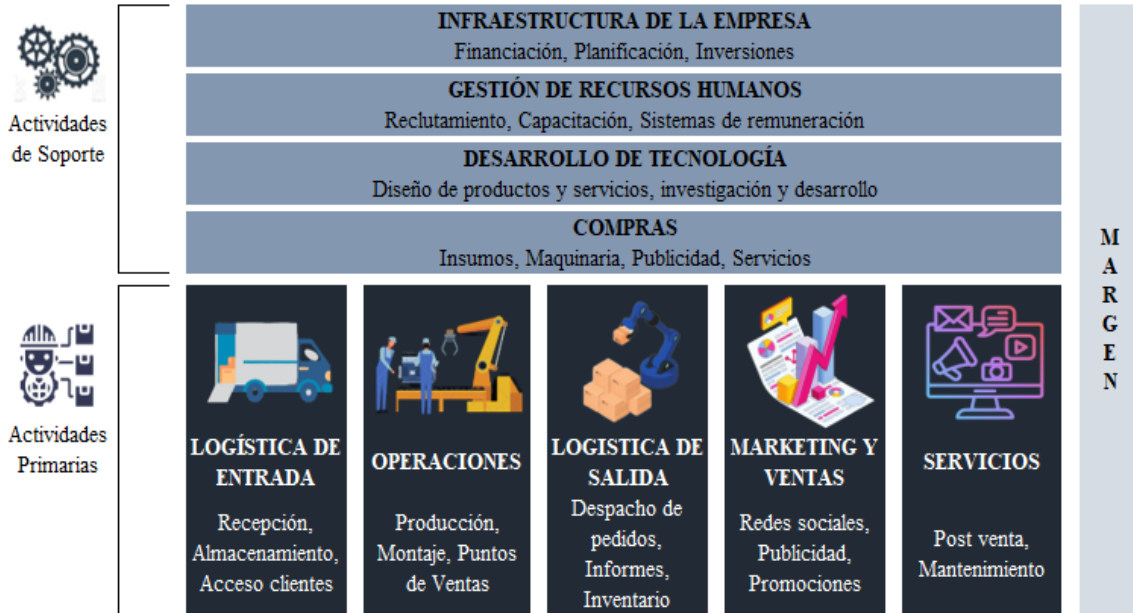 INFRAESTRUCTURA DE LA EMPRESA
Financiación, Planificación, Inversiones
GESTIÓN DE RECURSOS HUMANOS
Reclutamiento, Capacitación, Sistemas de remuneración
Actividades
de Soporte
DESARROLLO DE TECNOLOGÍA
Diseño de productos y servicios, investigación y desarrollo
COMPRAS
Insumos, Maquinaria, Publicidad, Servicios
Actividades
Primarias
LOGÍSTICA DE
ENTRADA
Recepción,
Almacenamiento,
Acceso clientes
OPERACIONES
Producción,
Montaje, Puntos
de Ventas
LOGISTICA DE
SALIDA
Despacho de
pedidos,
Informes,
Inventario
MARKETING Y
VENTAS
Redes sociales,
Publicidad,
Promociones
SERVICIOS
Post venta,
Mantenimiento
M
A
R
G
E
N